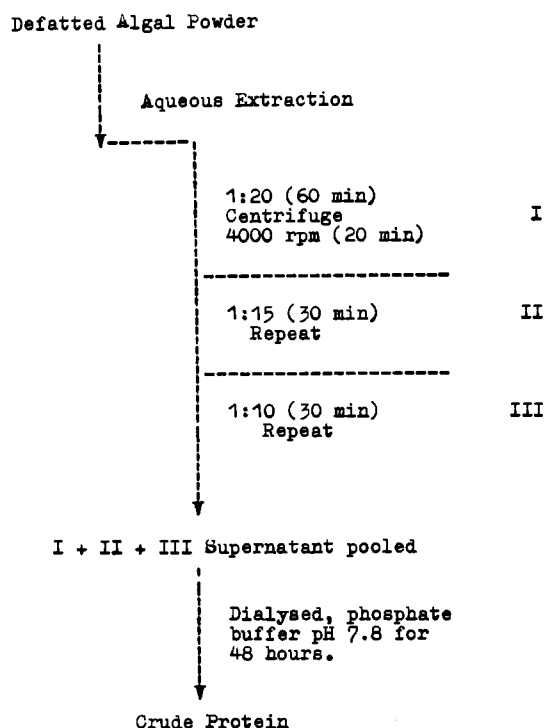 Defatted Algal Powder
Aqueous Extraction
1:20 (60 min)
Centrifuge
4000 rpm (20 min)
I
1:15 (30 min)
Repeat
II
1:10 (30 min)
Repeat
III
I + II + III Supernatant pooled
Dialysed, phosphate
buffer pH 7.8 for
48 hours.
Crude Protein